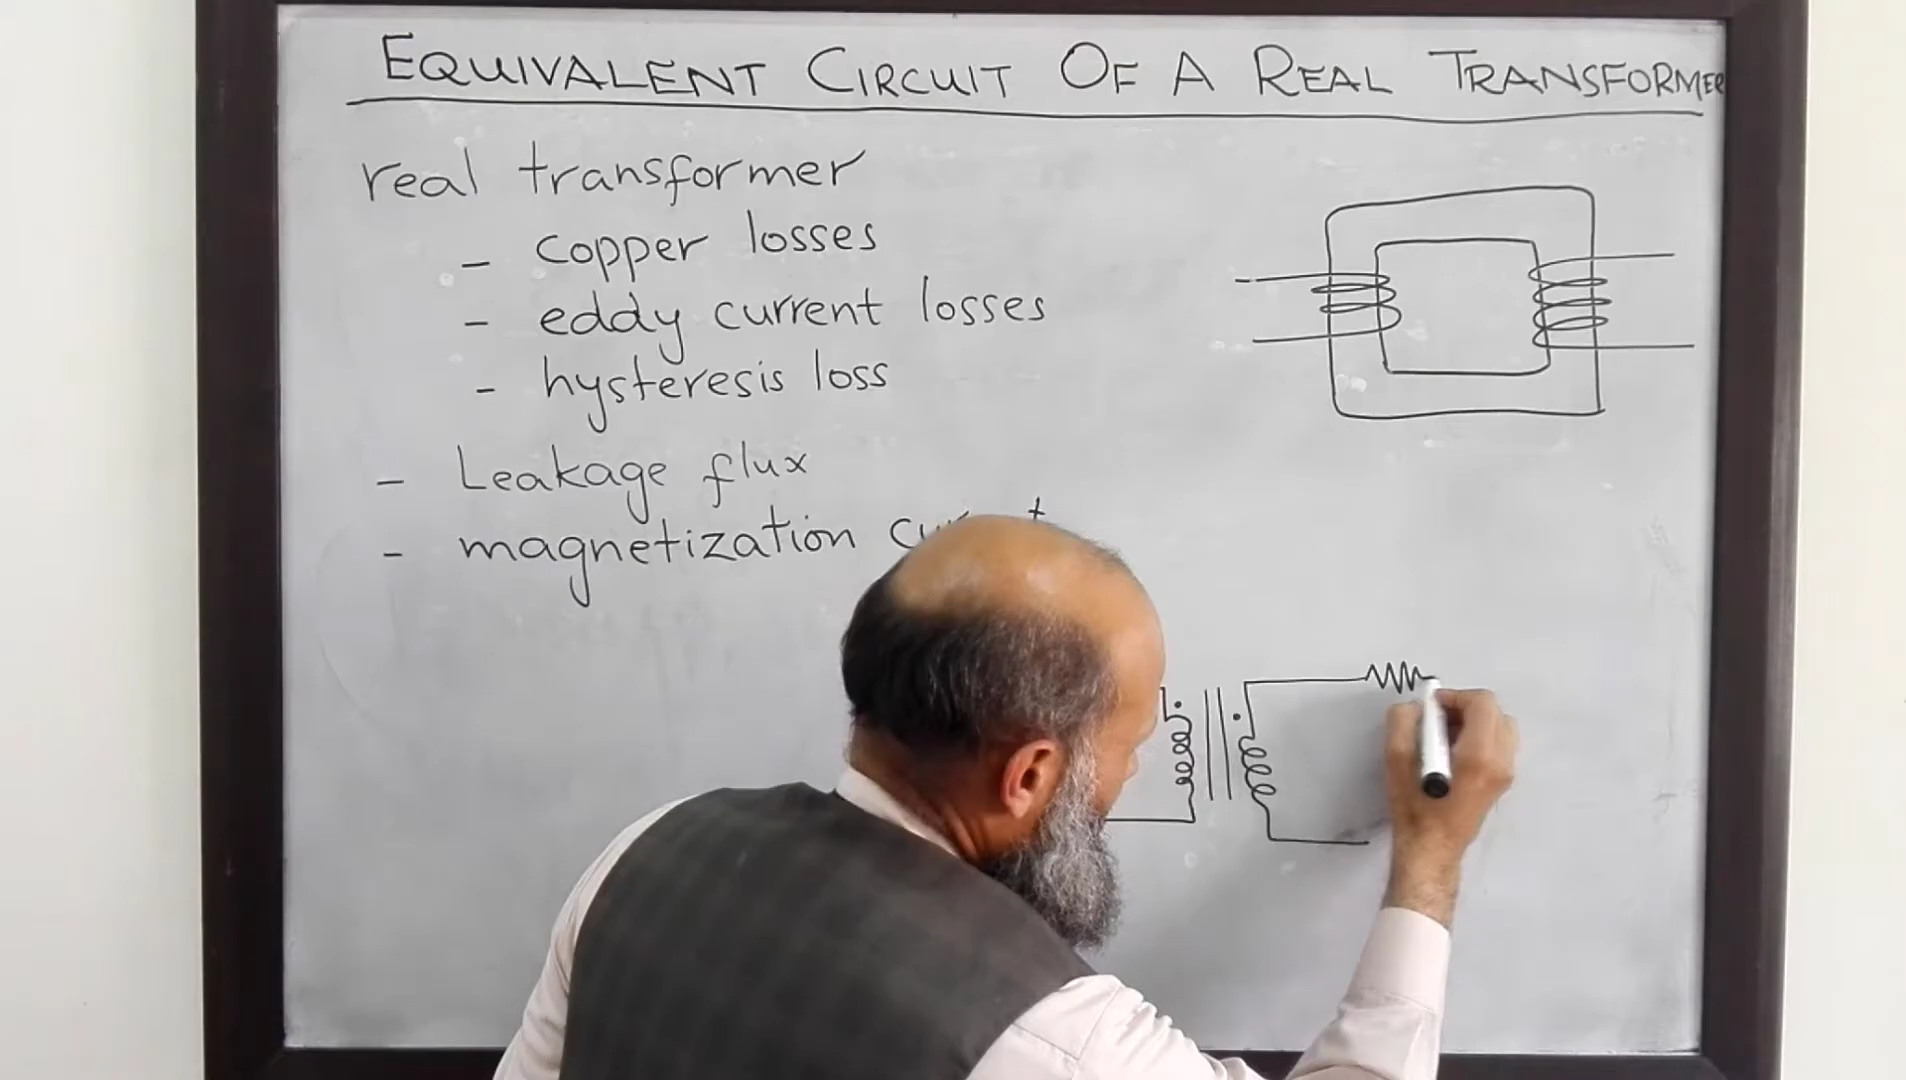 EQUIVALENT CIRCUIT OF A REAL TRANSFORMER
real transformer
- copper losses
- eddy current losses
- hysteresis loss
- Leakage flux
- magnetization